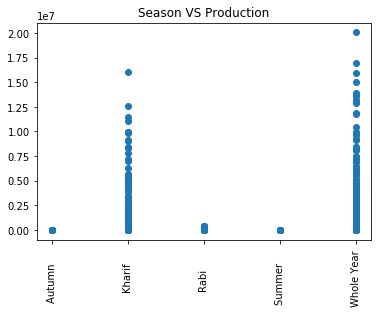 Season VS Production
1e7
2.00
1.75
1.50
1.25
1.00
0.75
0.50
0.25
0.00
Autumn
Kharif
Rabi
Summer
Whole Year